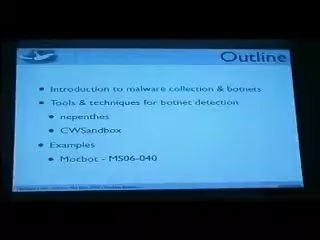 Outline
Introduction to malware collection & botnets
Tools & techniques for botnet detection
nepenthes
CWSandbox
Examples
Mocbot - MS06-040